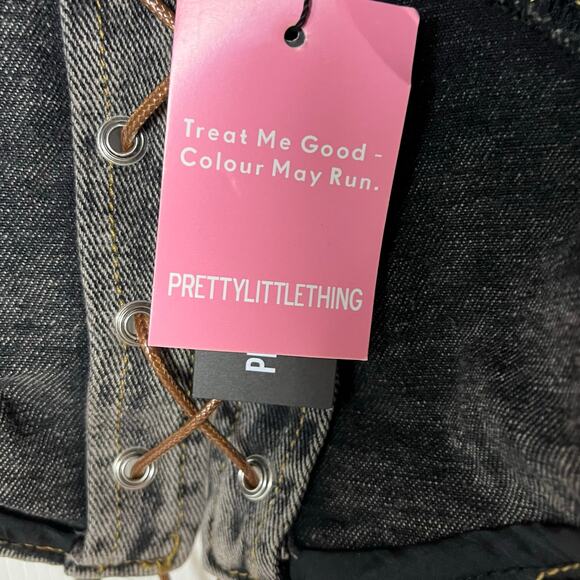 Treat Me Good -
Colour May Run.
PRETTYLITTLETHING